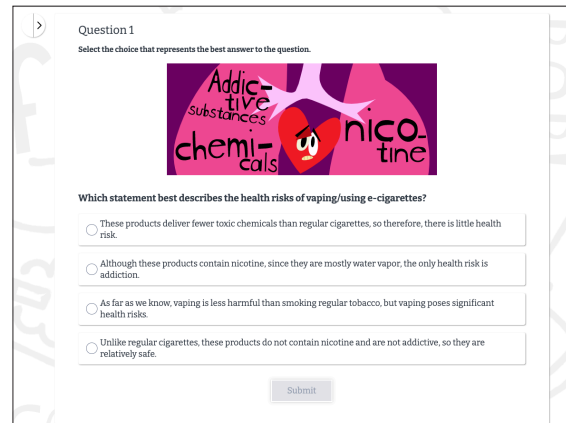 Question 1
Select the choice that represents the best answer to the question.
Addic-
tive
substances
chemi-
cals
nico-
tine
Which statement best describes the health risks of vaping/using e-cigarettes?
These products deliver fewer toxic chemicals than regular cigarettes, so therefore, there is little health
risk.
Although these products contain nicotine, since they are mostly water vapor, the only health risk is
addiction.
As far as we know, vaping is less harmful than smoking regular tobacco, but vaping poses significant
health risks.
Unlike regular cigarettes, these products do not contain nicotine and are not addictive, so they are
relatively safe.
Submit